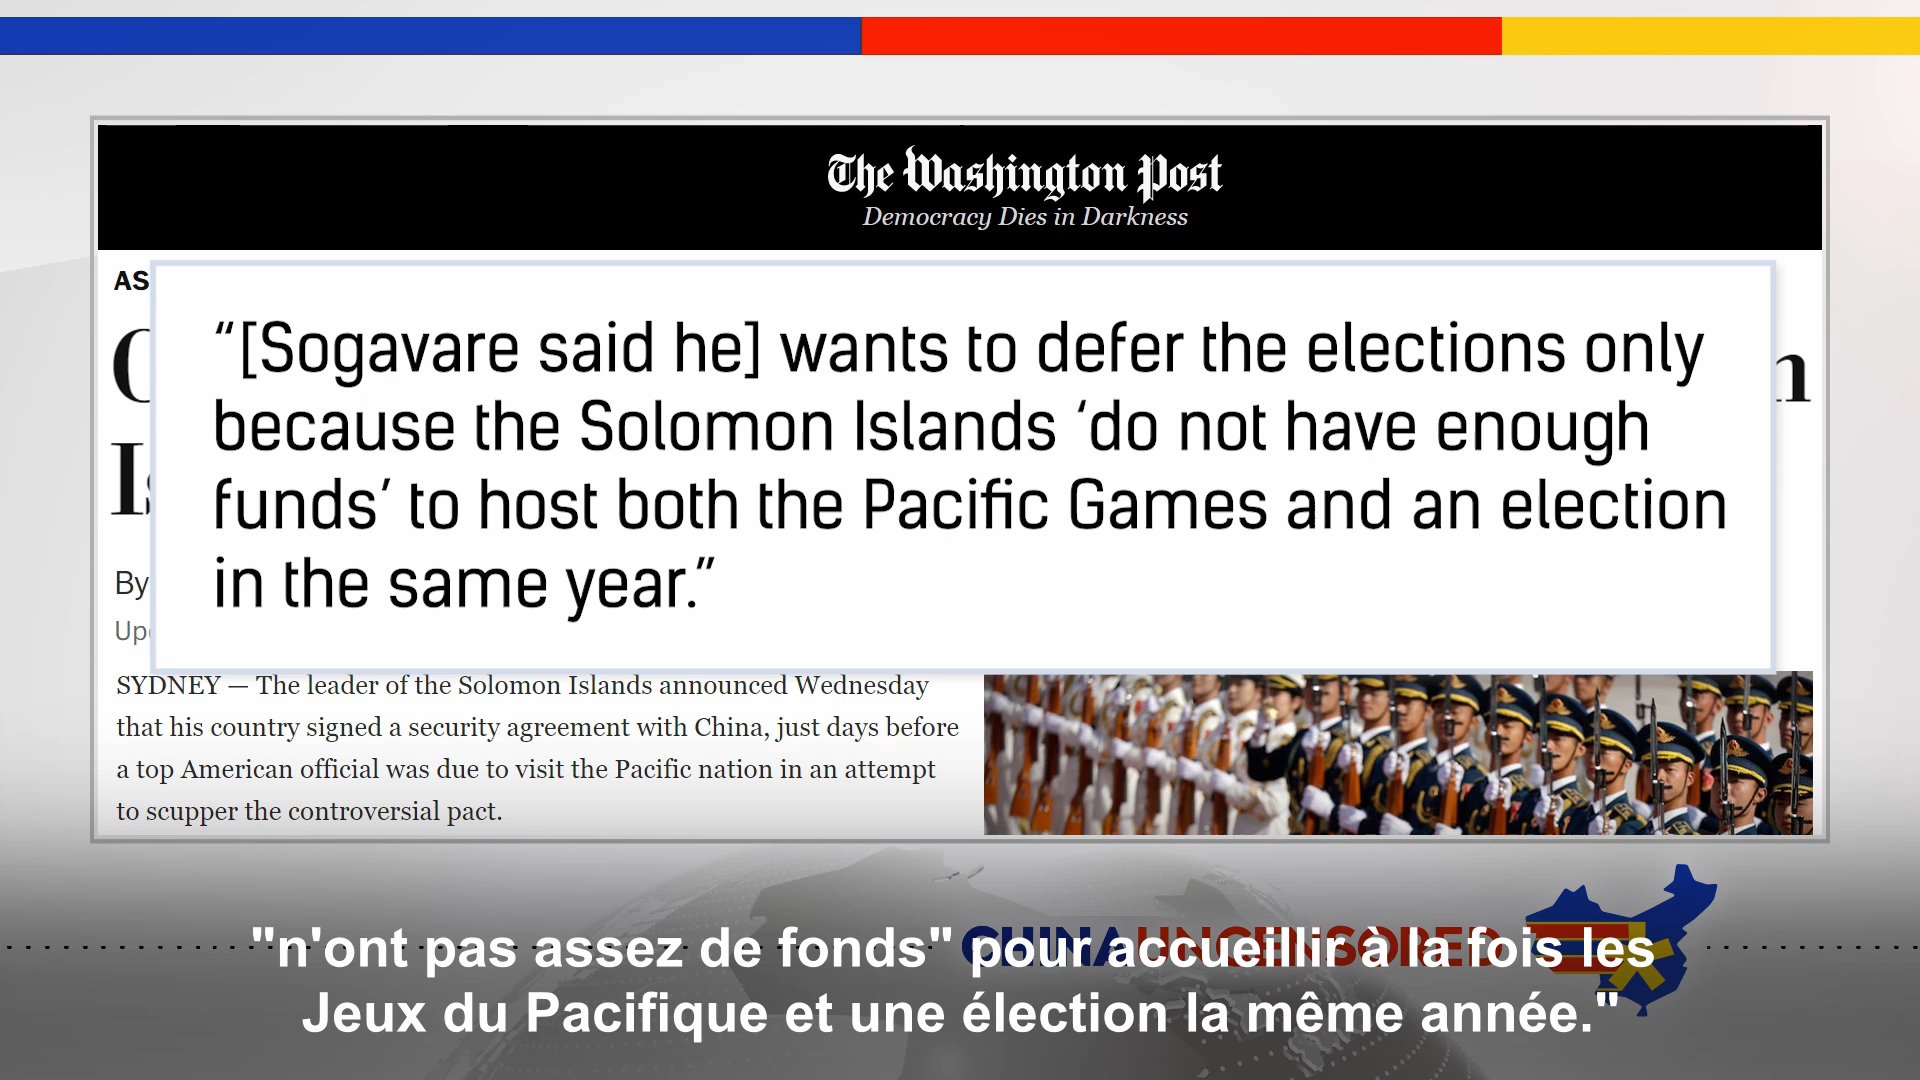 The Washington Post
Democracy Dies in Darkness
“[Sogavare said he] wants to defer the elections only
because the Solomon Islands ‘do not have enough
funds’ to host both the Pacific Games and an election
in the same year.”
By
SYDNEY — The leader of the Solomon Islands announced Wednesday
that his country signed a security agreement with China, just days before
a top American official was due to visit the Pacific nation in an attempt
to scupper the controversial pact.
CHINA UNCENSORED
"n'ont pas assez de fonds" pour accueillir à la fois les
Jeux du Pacifique et une élection la même année."